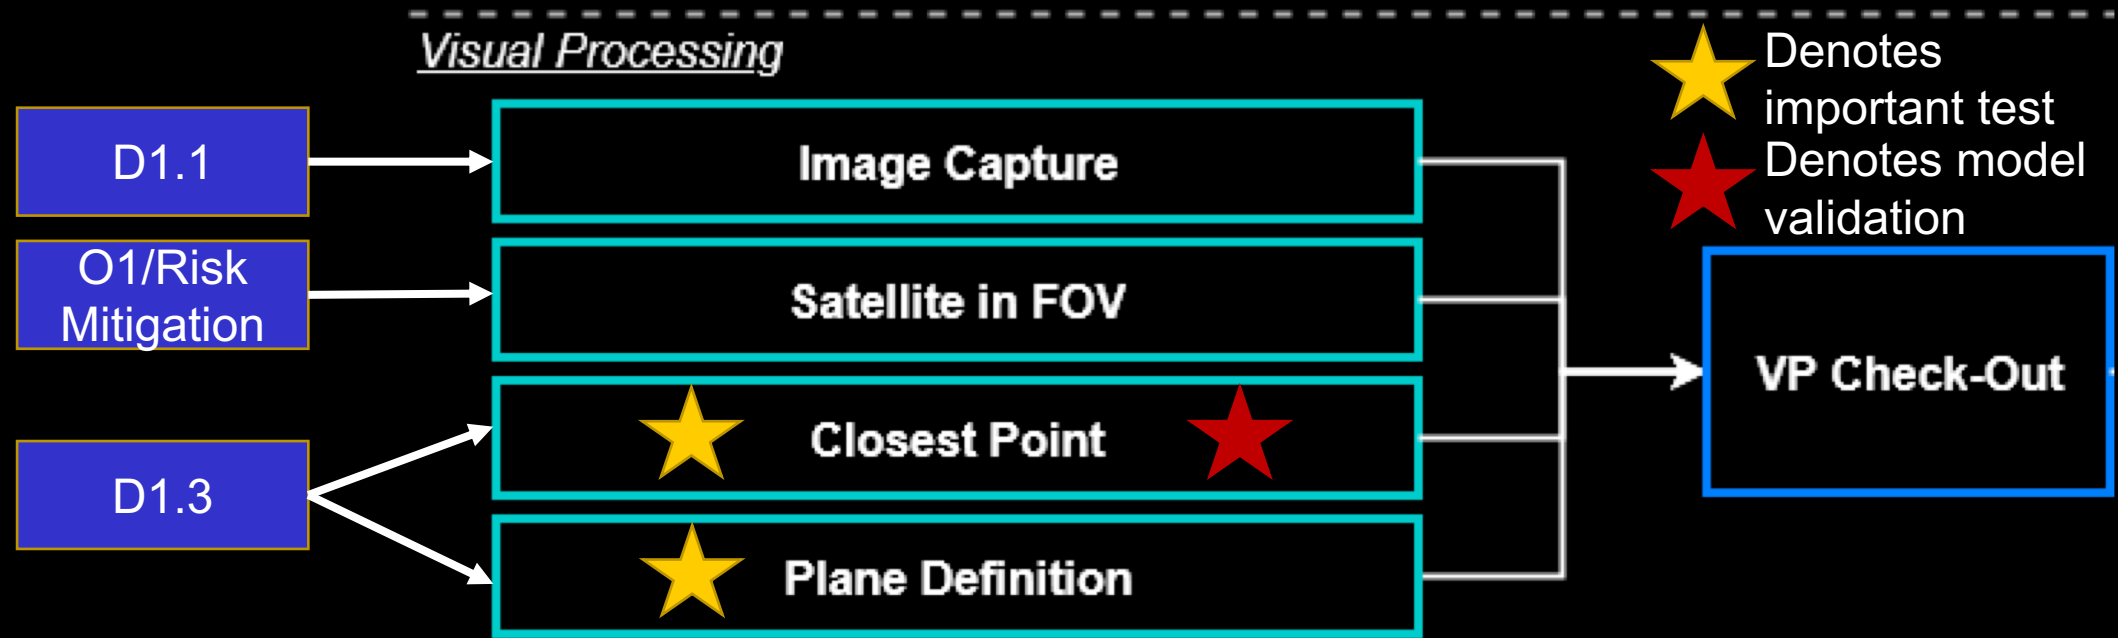 Visual Processing
Denotes
important test
Denotes model
validation
D1.1
Image Capture
O1/Risk
Mitigation
Satellite in FOV
VP Check-Out
D1.3
Closest Point
Plane Definition